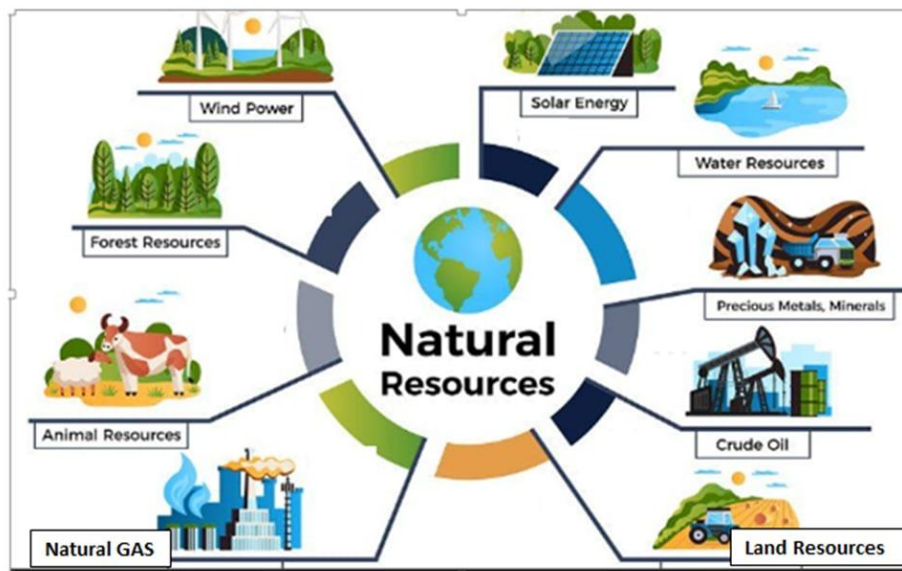 Wind Power
Solar Energy
Water Resources
Forest Resources
Precious Metals, Minerals
Natural
Resources
Animal Resources
Crude Oil
Natural GAS
Land Resources